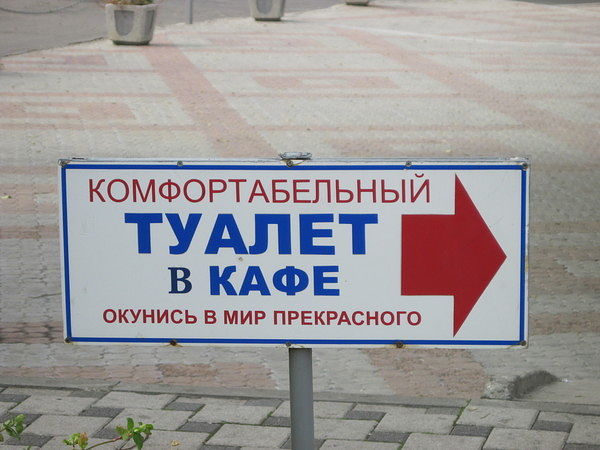 КОМФОРТАБЕЛЬНЫЙ
ТУАЛЕТ
В КАФЕ
ОКУНИСЬ В МИР ПРЕКРАСНОГО